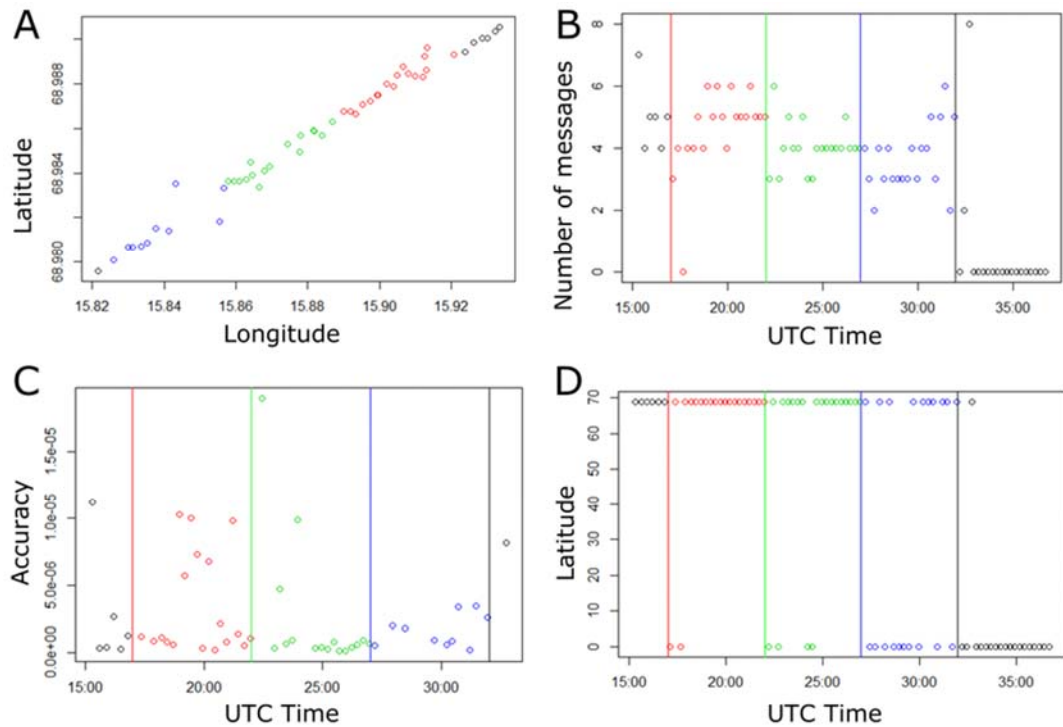 A
Latitude
68.980 68.984 68.988
15.82 15.84 15.86 15.88 15.90 15.92
Longitude
B
Number of messages
0 2 4 6 8
15:00 20:00 25:00 30:00 35:00
UTC Time
C
Accuracy
0.0e+00 5.0e-06 1.0e-05 1.5e-05
15:00 20:00 25:00 30:00
UTC Time
D
Latitude
0 10 20 30 40 50 60 70
15:00 20:00 25:00 30:00 35:00
UTC Time